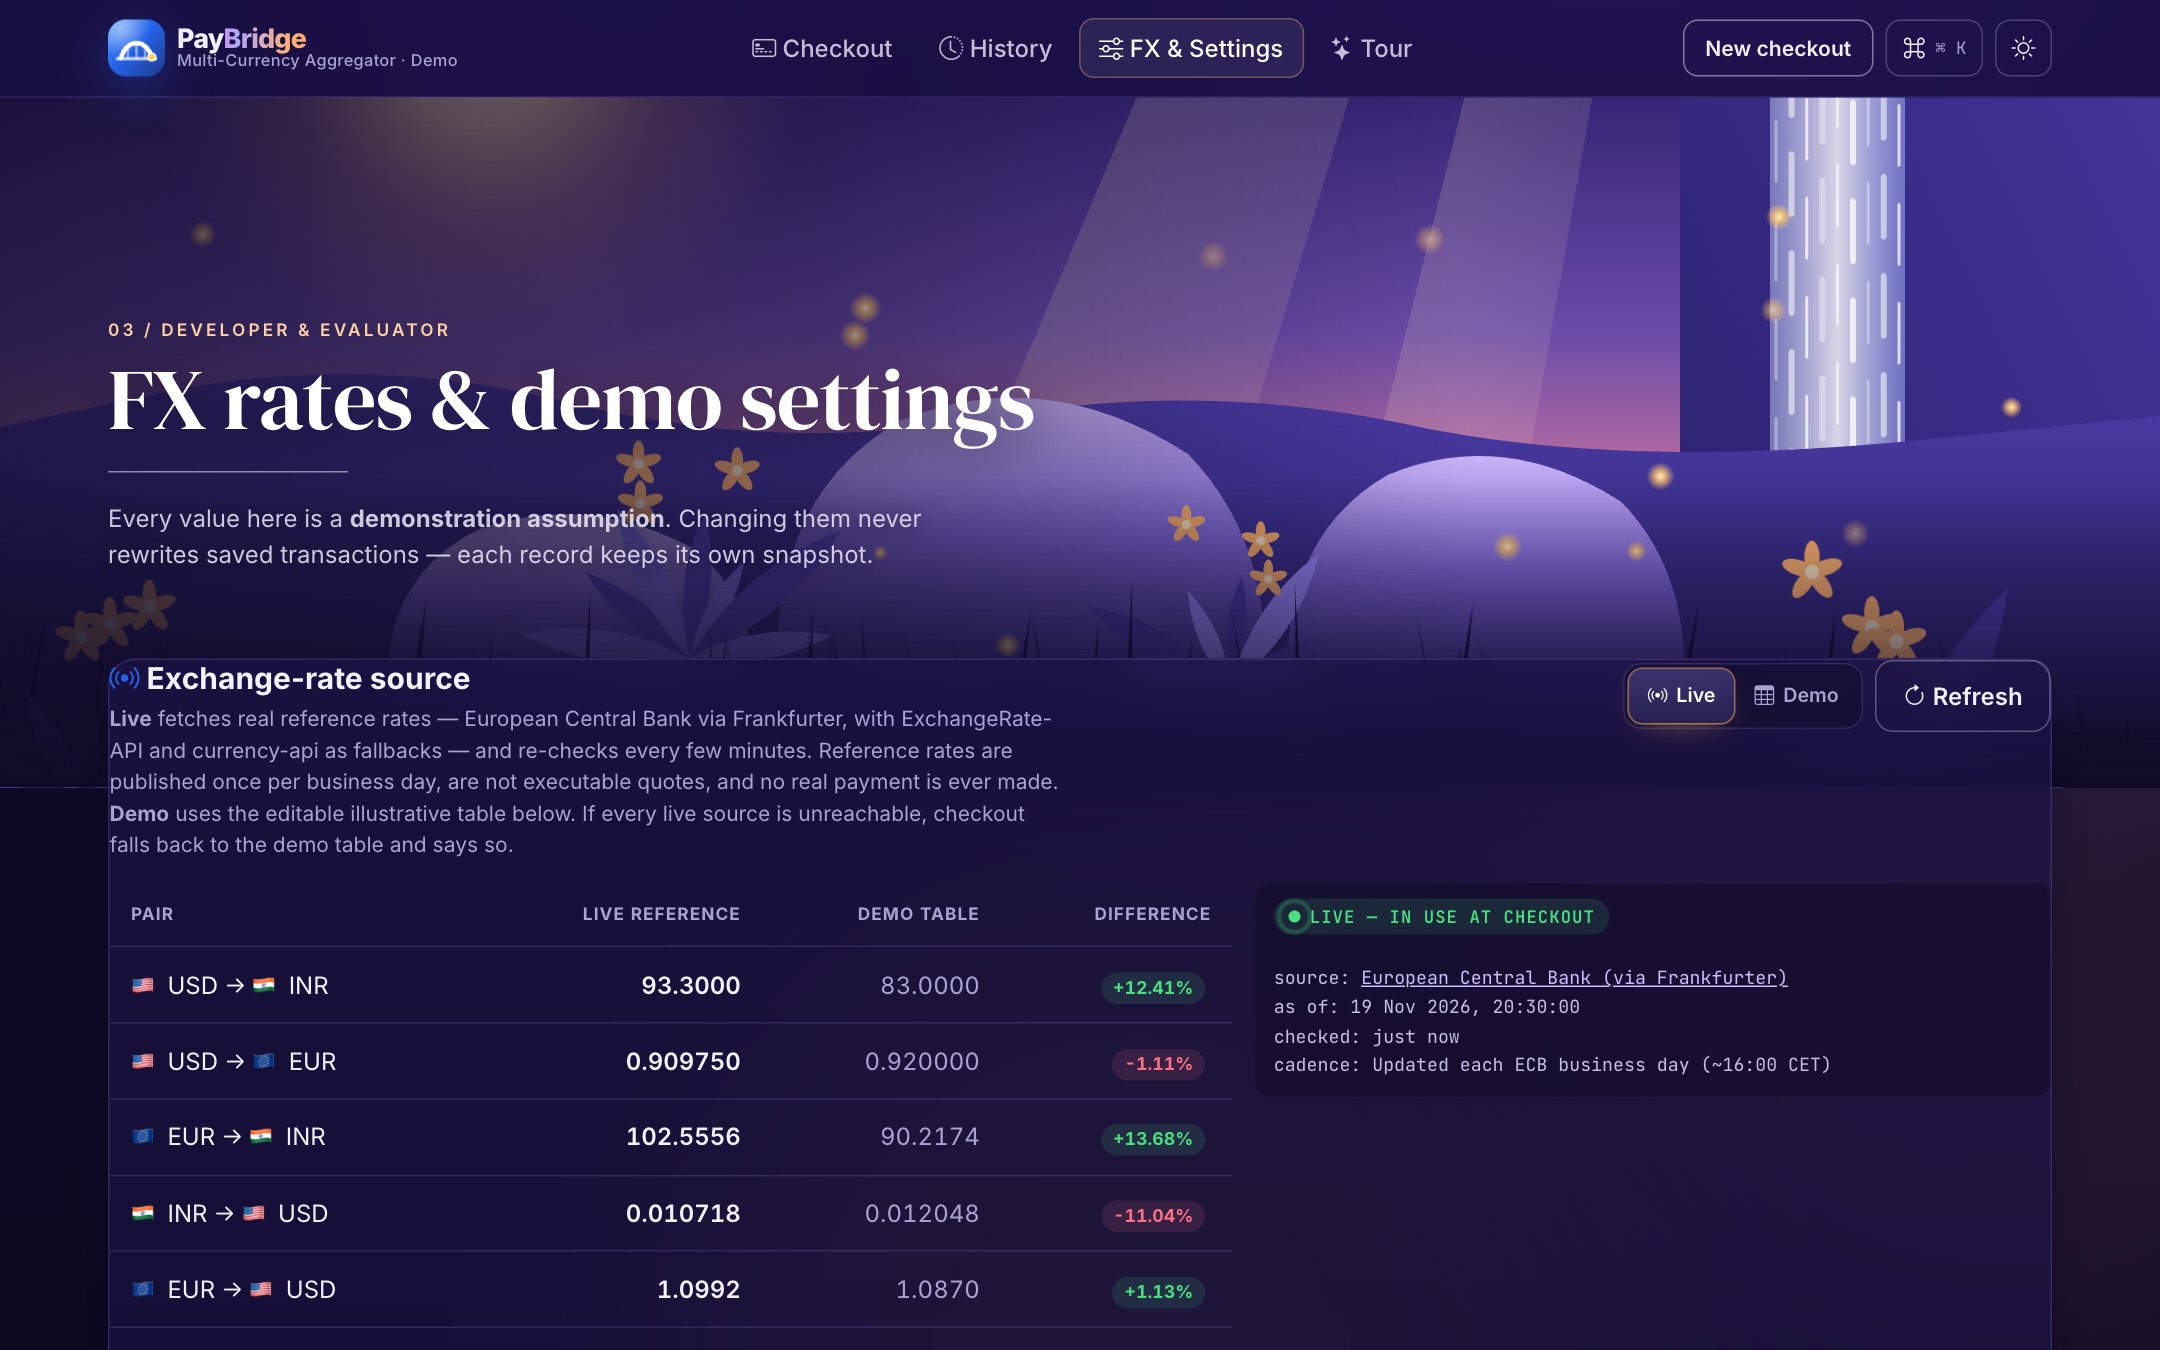 PayBridge
Multi-Currency Aggregator · Demo
Checkout
History
FX & Settings
Tour
New checkout
⌘ K
03 / DEVELOPER & EVALUATOR
FX rates & demo settings
Every value here is a demonstration assumption. Changing them never
rewrites saved transactions — each record keeps its own snapshot.
Exchange-rate source
Live
Demo
Refresh
Live fetches real reference rates — European Central Bank via Frankfurter, with ExchangeRate-
API and currency-api as fallbacks — and re-checks every few minutes. Reference rates are
published once per business day, are not executable quotes, and no real payment is ever made.
Demo uses the editable illustrative table below. If every live source is unreachable, checkout
falls back to the demo table and says so.
PAIR LIVE REFERENCE DEMO TABLE DIFFERENCE
USD → INR 93.3000 83.0000 +12.41%
USD → EUR 0.909750 0.920000 -1.11%
EUR → INR 102.5556 90.2174 +13.68%
INR → USD 0.010718 0.012048 -11.04%
EUR → USD 1.0992 1.0870 +1.13%
LIVE — IN USE AT CHECKOUT
source: European Central Bank (via Frankfurter)
as of: 19 Nov 2026, 20:30:00
checked: just now
cadence: Updated each ECB business day (~16:00 CET)